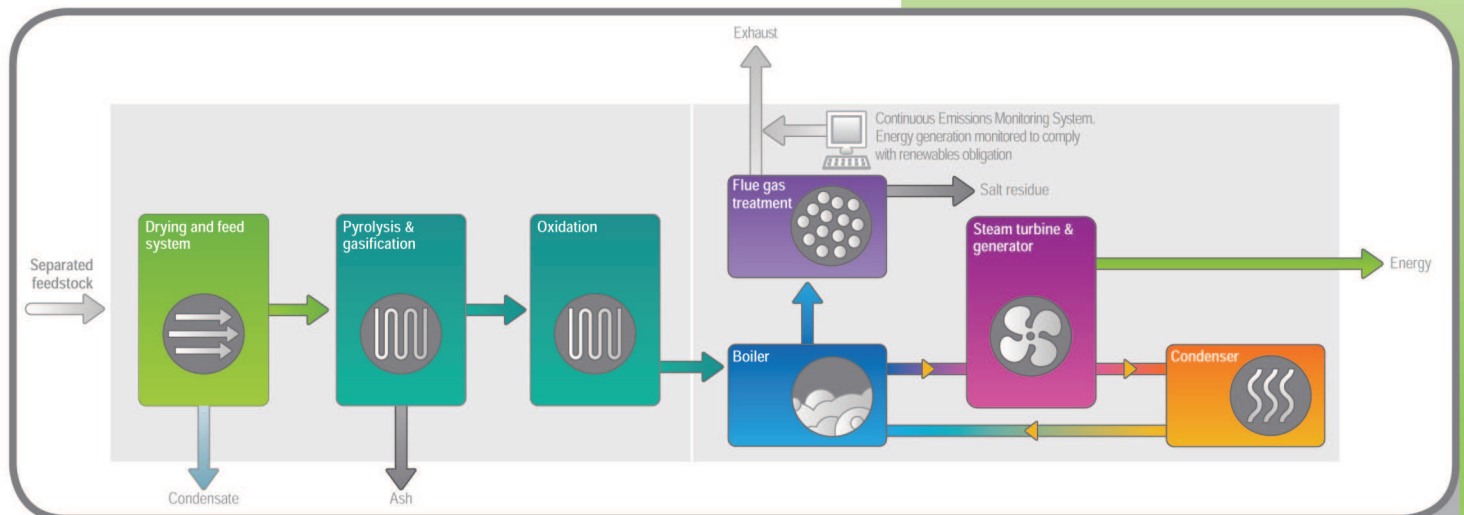 Exhaust
Continuous Emissions Monitoring System.
Energy generation monitored to comply
with renewables obligation
Flue gas
treatment
Salt residue
Drying and feed
system
Pyrolysis &
gasification
Oxidation
Steam turbine &
generator
Separated
feedstock
Energy
Boiler
Condenser
Condensate
Ash